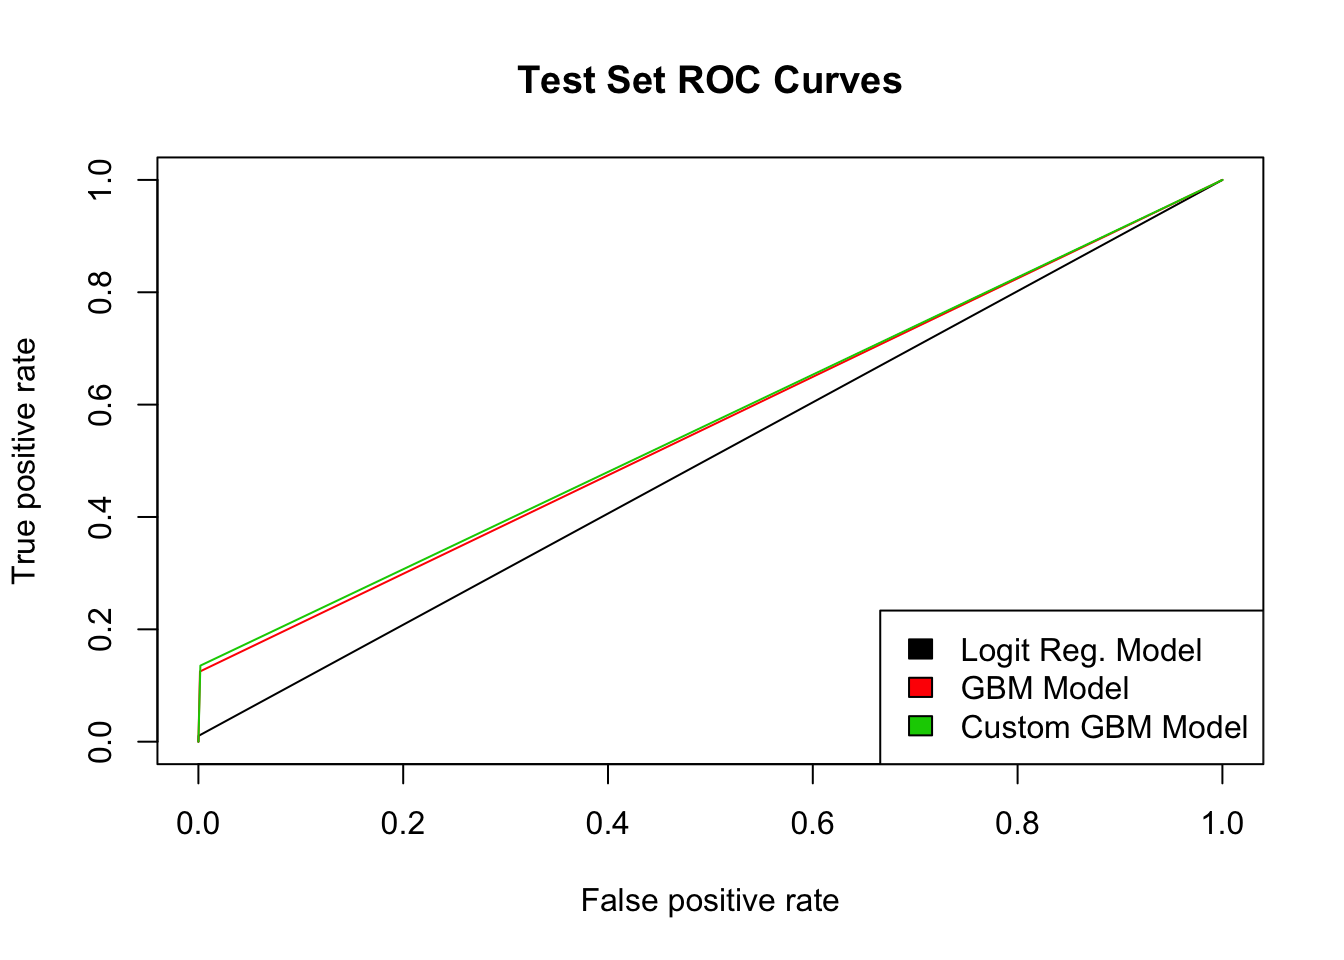 Test Set ROC Curves
True positive rate
1.0
0.8
0.6
0.4
0.2
0.0
Logit Reg. Model
GBM Model
Custom GBM Model
0.0 0.2 0.4 0.6 0.8 1.0
False positive rate